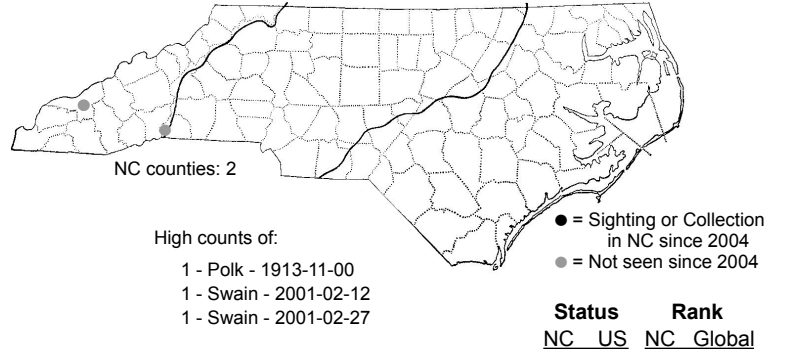 NC counties: 2
High counts of:
1 - Polk - 1913-11-00
1 - Swain - 2001-02-12
1 - Swain - 2001-02-27
● = Sighting or Collection
in NC since 2004
● = Not seen since 2004
Status Rank
NC US NC Global